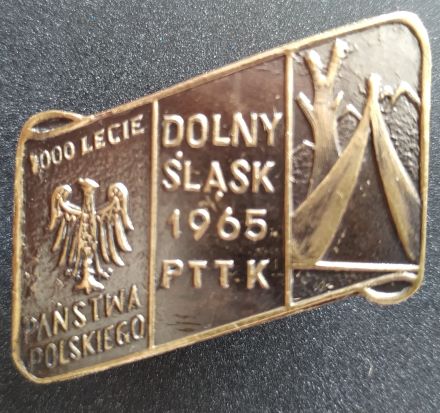 1000 LECIE
PAŃSTWA
POLSKIEGO
DOLNY
ŚLĄSK
1965
PTTK